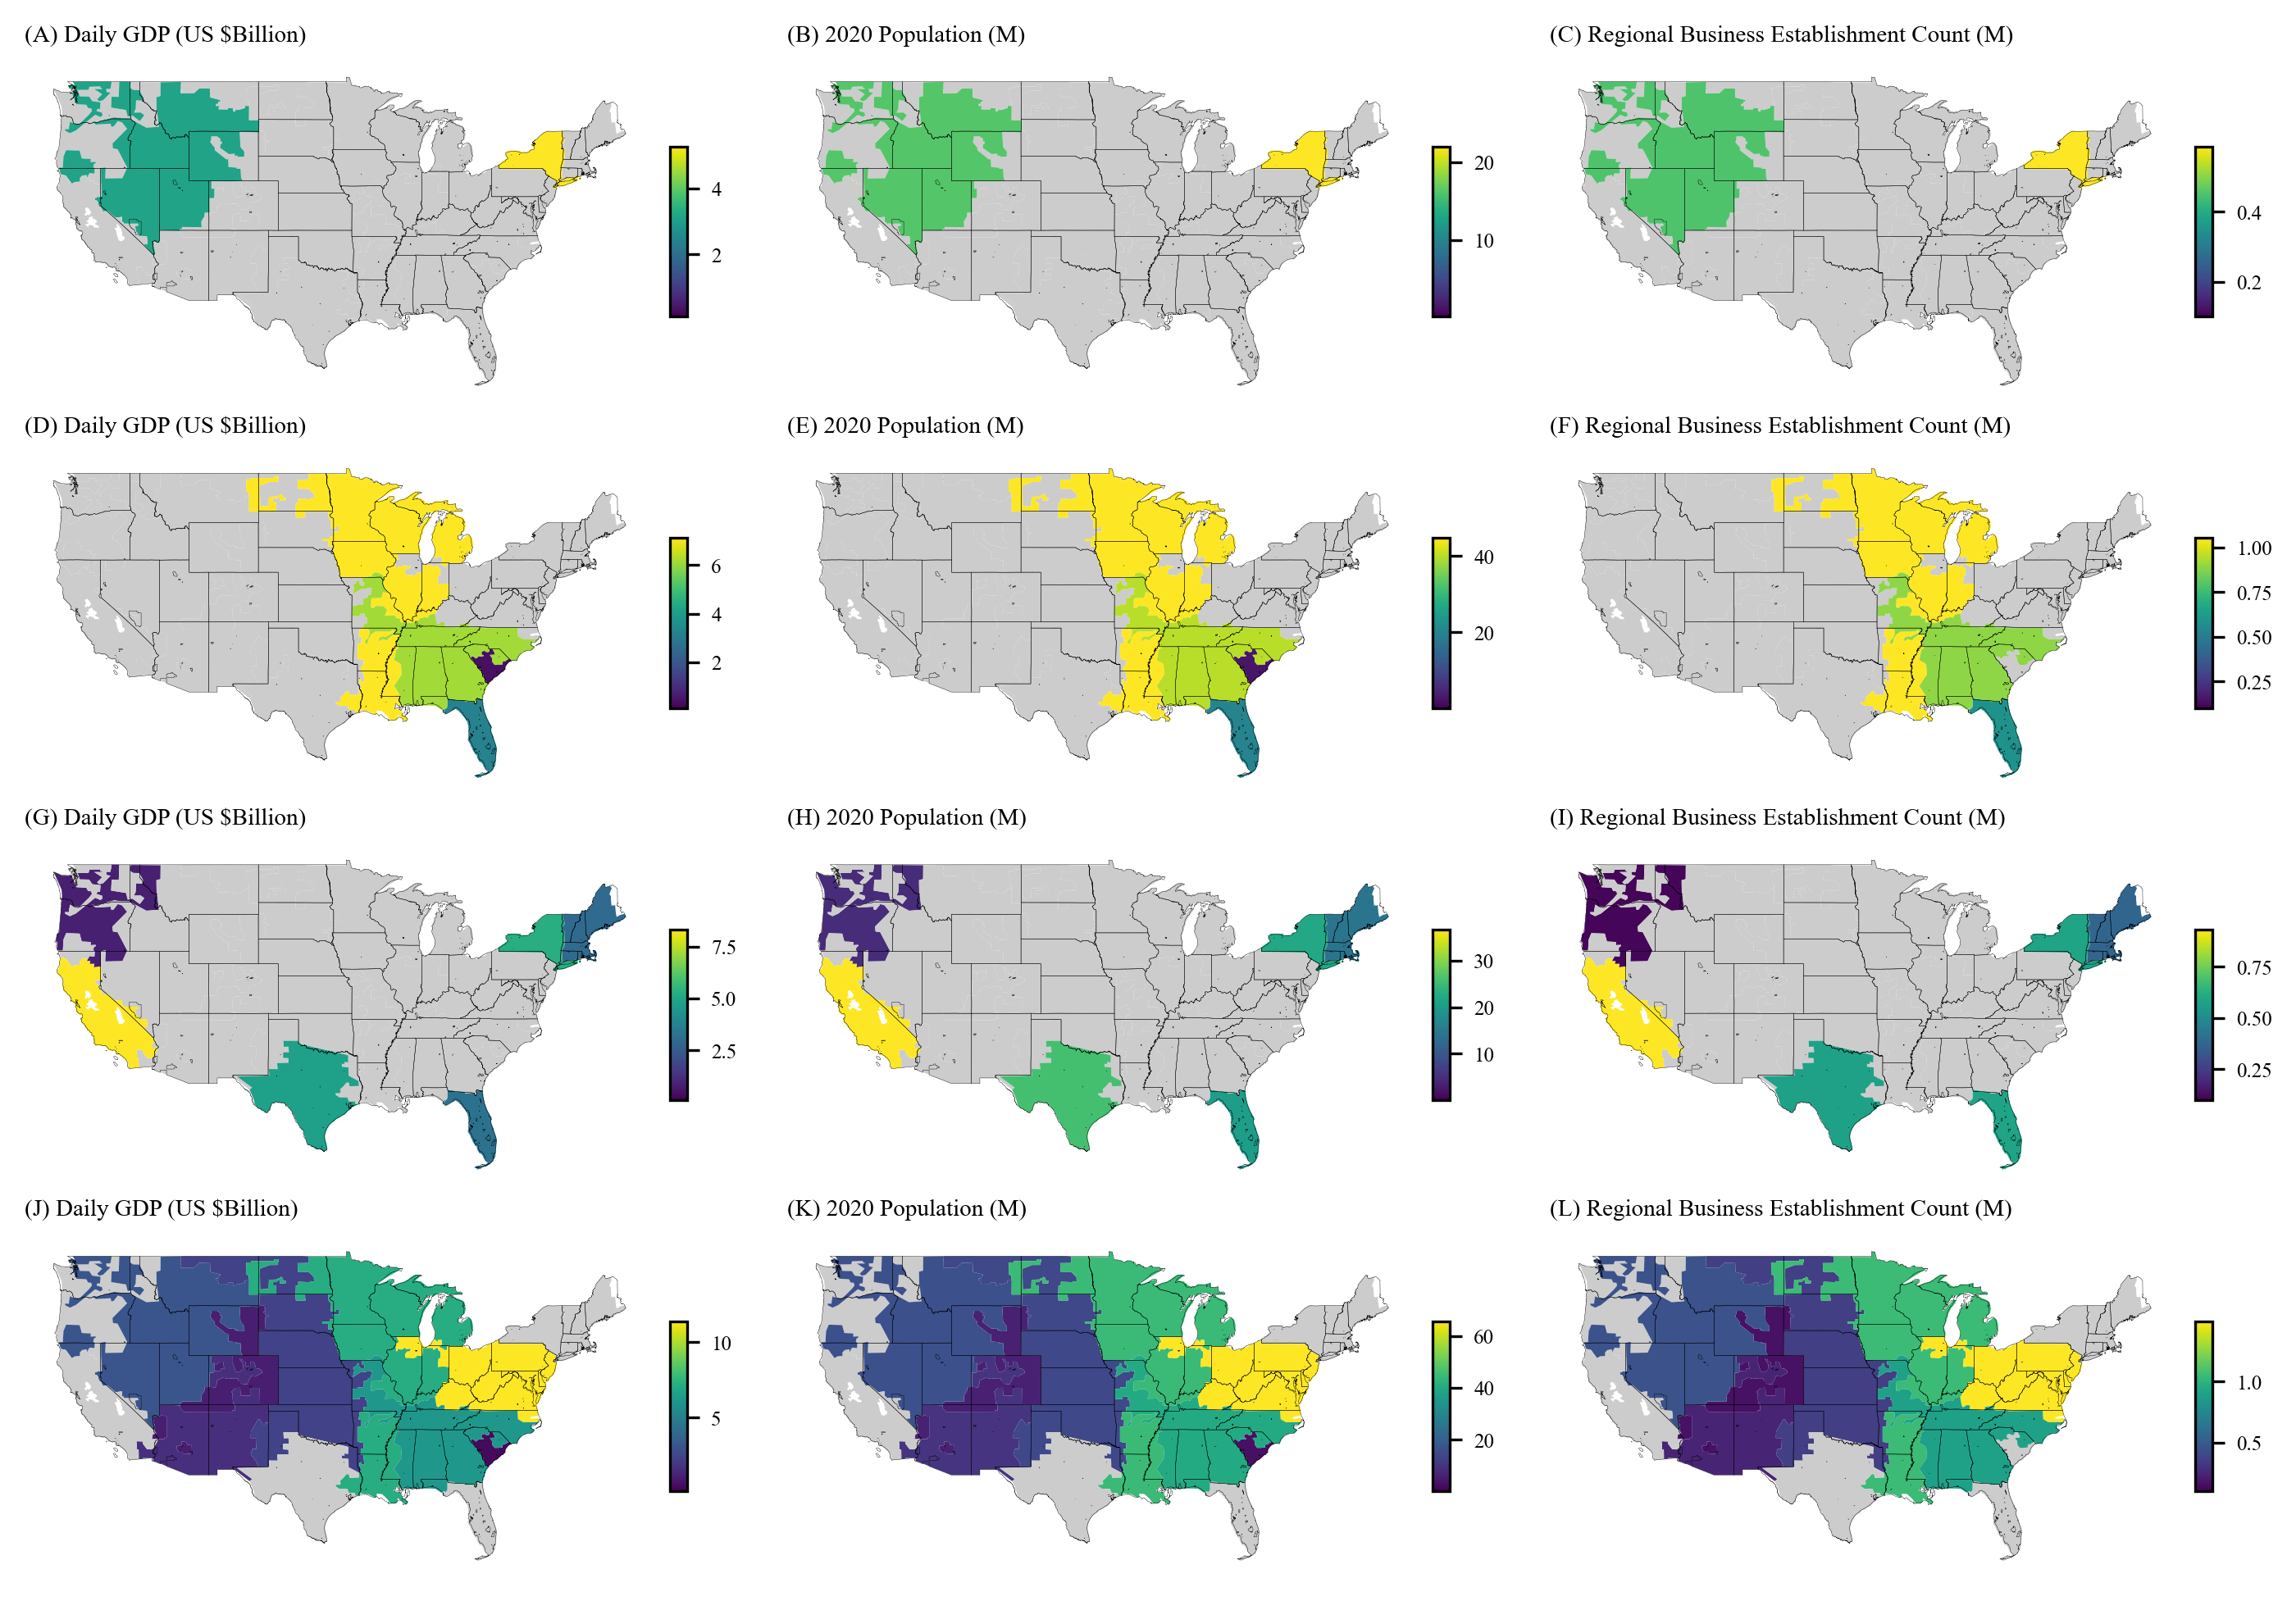 (A) Daily GDP (US $Billion)
(B) 2020 Population (M)
(C) Regional Business Establishment Count (M)
4
2
20
10
0.4
0.2
(D) Daily GDP (US $Billion)
(E) 2020 Population (M)
(F) Regional Business Establishment Count (M)
6
4
2
40
20
1.00
0.75
0.50
0.25
(G) Daily GDP (US $Billion)
(H) 2020 Population (M)
(I) Regional Business Establishment Count (M)
7.5
5.0
2.5
30
20
10
0.75
0.50
0.25
(J) Daily GDP (US $Billion)
(K) 2020 Population (M)
(L) Regional Business Establishment Count (M)
10
5
60
40
20
1.0
0.5